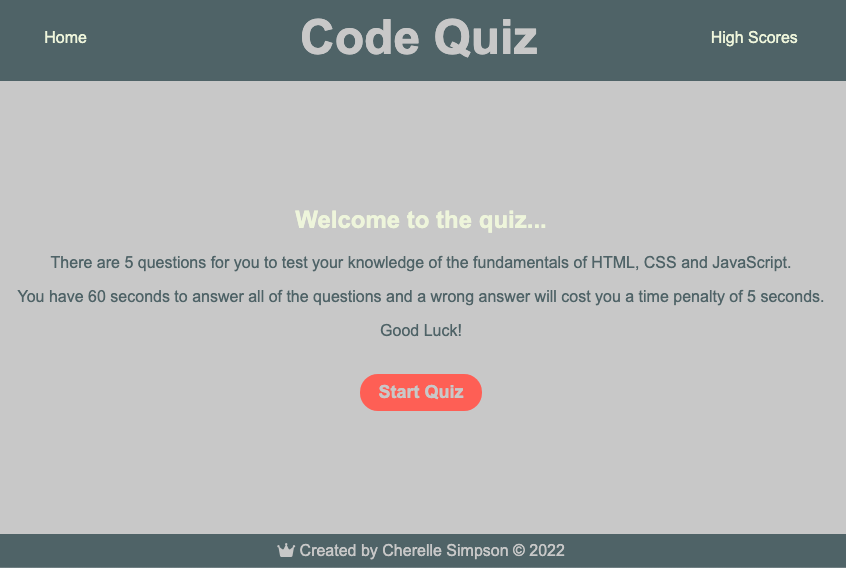 Home
Code Quiz
High Scores
Welcome to the quiz...
There are 5 questions for you to test your knowledge of the fundamentals of HTML, CSS and JavaScript.
You have 60 seconds to answer all of the questions and a wrong answer will cost you a time penalty of 5 seconds.
Good Luck!
Start Quiz
Created by Cherelle Simpson © 2022